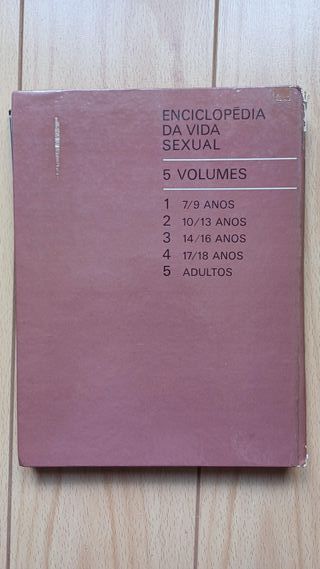 ENCICLOPÉDIA
DA VIDA
SEXUAL
5 VOLUMES
1 7/9 ANOS
2 10/13 ANOS
3 14/16 ANOS
4 17/18 ANOS
5 ADULTOS